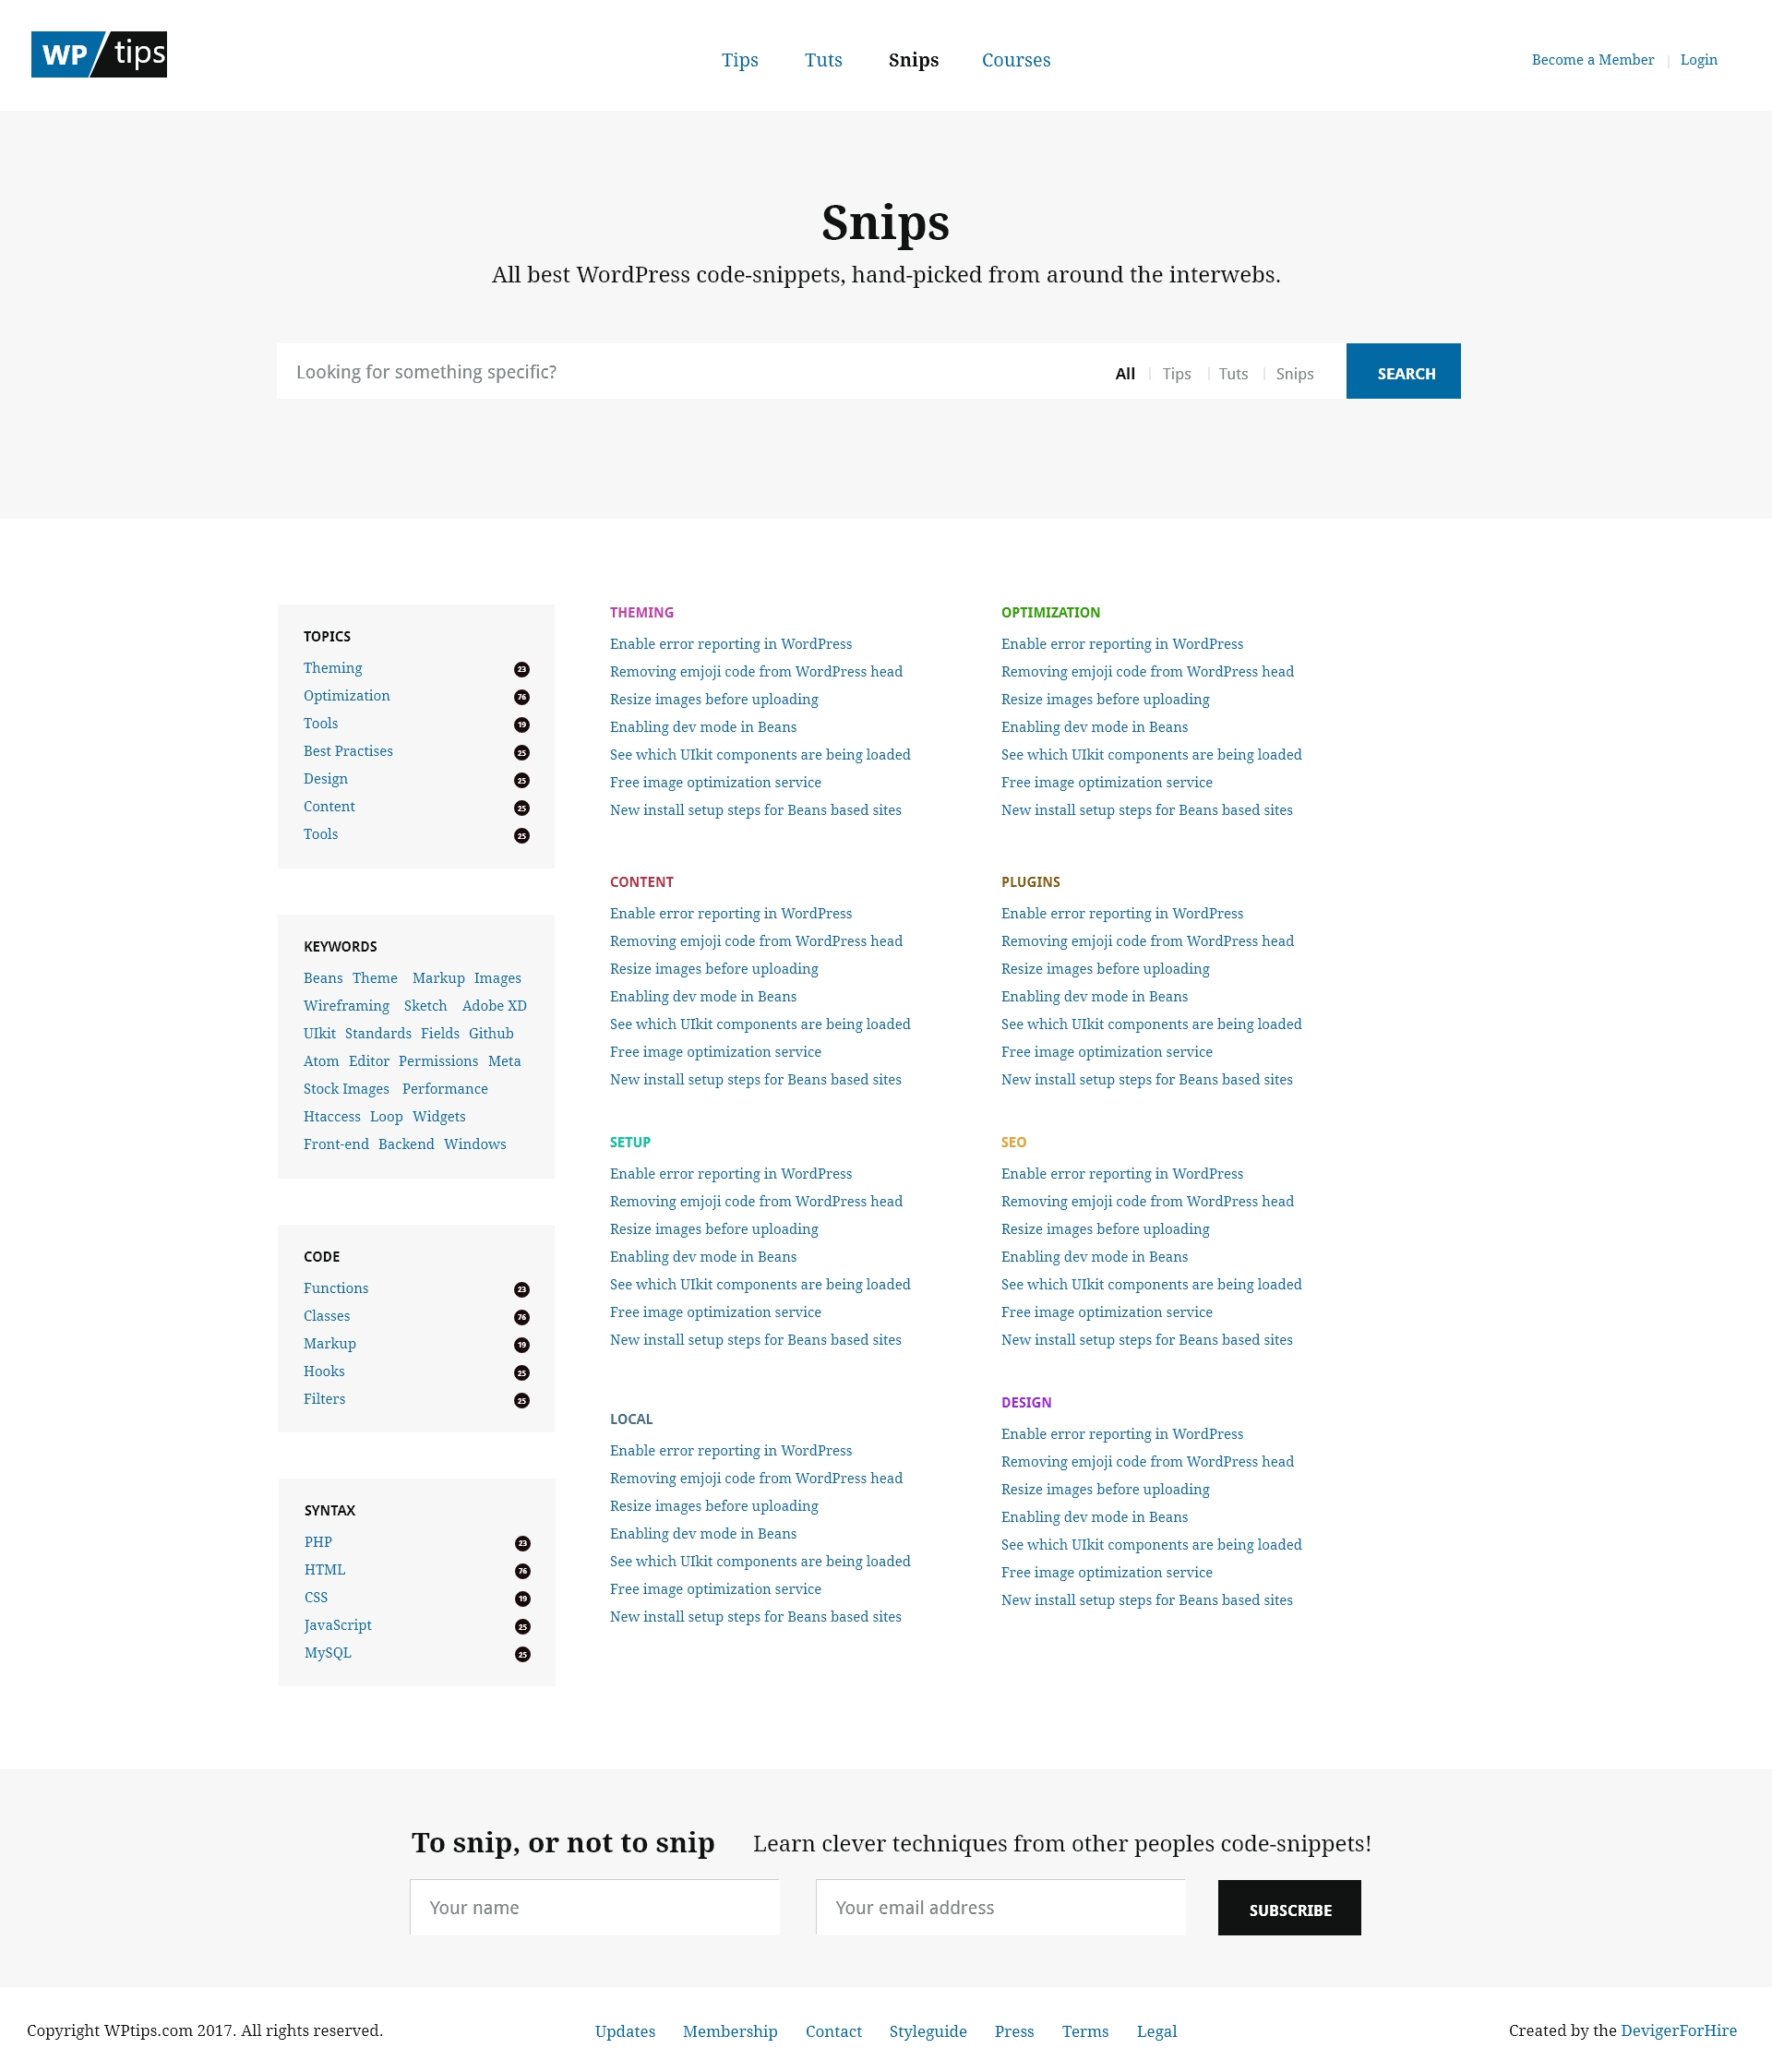 WP tips
Tips Tuts Snips Courses
Become a Member | Login
Snips
All best WordPress code-snippets, hand-picked from around the interwebs.
Looking for something specific?
All | Tips | Tuts | Snips
SEARCH
TOPICS
Theming 23
Optimization 76
Tools 19
Best Practises 25
Design 25
Content 25
Tools 25
KEYWORDS
Beans Theme Markup Images
Wireframing Sketch Adobe XD
UIkit Standards Fields Github
Atom Editor Permissions Meta
Stock Images Performance
Htaccess Loop Widgets
Front-end Backend Windows
CODE
Functions 23
Classes 76
Markup 19
Hooks 25
Filters 25
SYNTAX
PHP 23
HTML 76
CSS 19
JavaScript 25
MySQL 25
THEMING
Enable error reporting in WordPress
Removing emjoji code from WordPress head
Resize images before uploading
Enabling dev mode in Beans
See which UIkit components are being loaded
Free image optimization service
New install setup steps for Beans based sites
OPTIMIZATION
Enable error reporting in WordPress
Removing emjoji code from WordPress head
Resize images before uploading
Enabling dev mode in Beans
See which UIkit components are being loaded
Free image optimization service
New install setup steps for Beans based sites
CONTENT
Enable error reporting in WordPress
Removing emjoji code from WordPress head
Resize images before uploading
Enabling dev mode in Beans
See which UIkit components are being loaded
Free image optimization service
New install setup steps for Beans based sites
PLUGINS
Enable error reporting in WordPress
Removing emjoji code from WordPress head
Resize images before uploading
Enabling dev mode in Beans
See which UIkit components are being loaded
Free image optimization service
New install setup steps for Beans based sites
SETUP
Enable error reporting in WordPress
Removing emjoji code from WordPress head
Resize images before uploading
Enabling dev mode in Beans
See which UIkit components are being loaded
Free image optimization service
New install setup steps for Beans based sites
SEO
Enable error reporting in WordPress
Removing emjoji code from WordPress head
Resize images before uploading
Enabling dev mode in Beans
See which UIkit components are being loaded
Free image optimization service
New install setup steps for Beans based sites
LOCAL
Enable error reporting in WordPress
Removing emjoji code from WordPress head
Resize images before uploading
Enabling dev mode in Beans
See which UIkit components are being loaded
Free image optimization service
New install setup steps for Beans based sites
DESIGN
Enable error reporting in WordPress
Removing emjoji code from WordPress head
Resize images before uploading
Enabling dev mode in Beans
See which UIkit components are being loaded
Free image optimization service
New install setup steps for Beans based sites
To snip, or not to snip Learn clever techniques from other peoples code-snippets!
Your name
Your email address
SUBSCRIBE
Copyright WPtips.com 2017. All rights reserved.
Updates Membership Contact Styleguide Press Terms Legal
Created by the DevigerForHire